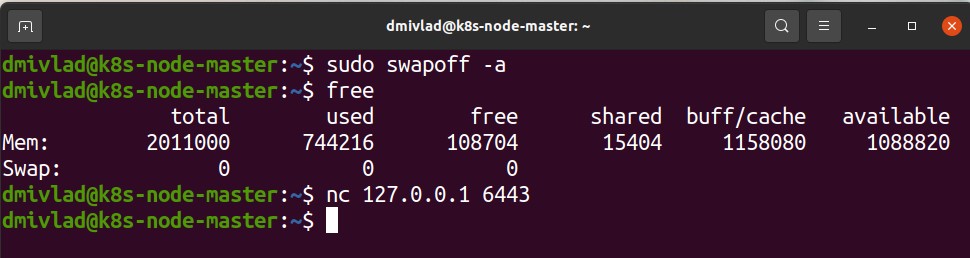 dmivlad@k8s-node-master: ~
dmivlad@k8s-node-master:~$ sudo swapoff -a
dmivlad@k8s-node-master:~$ free
total used free shared buff/cache available
Mem: 2011000 744216 108704 15404 1158080 1088820
Swap: 0 0 0
dmivlad@k8s-node-master:~$ nc 127.0.0.1 6443
dmivlad@k8s-node-master:~$